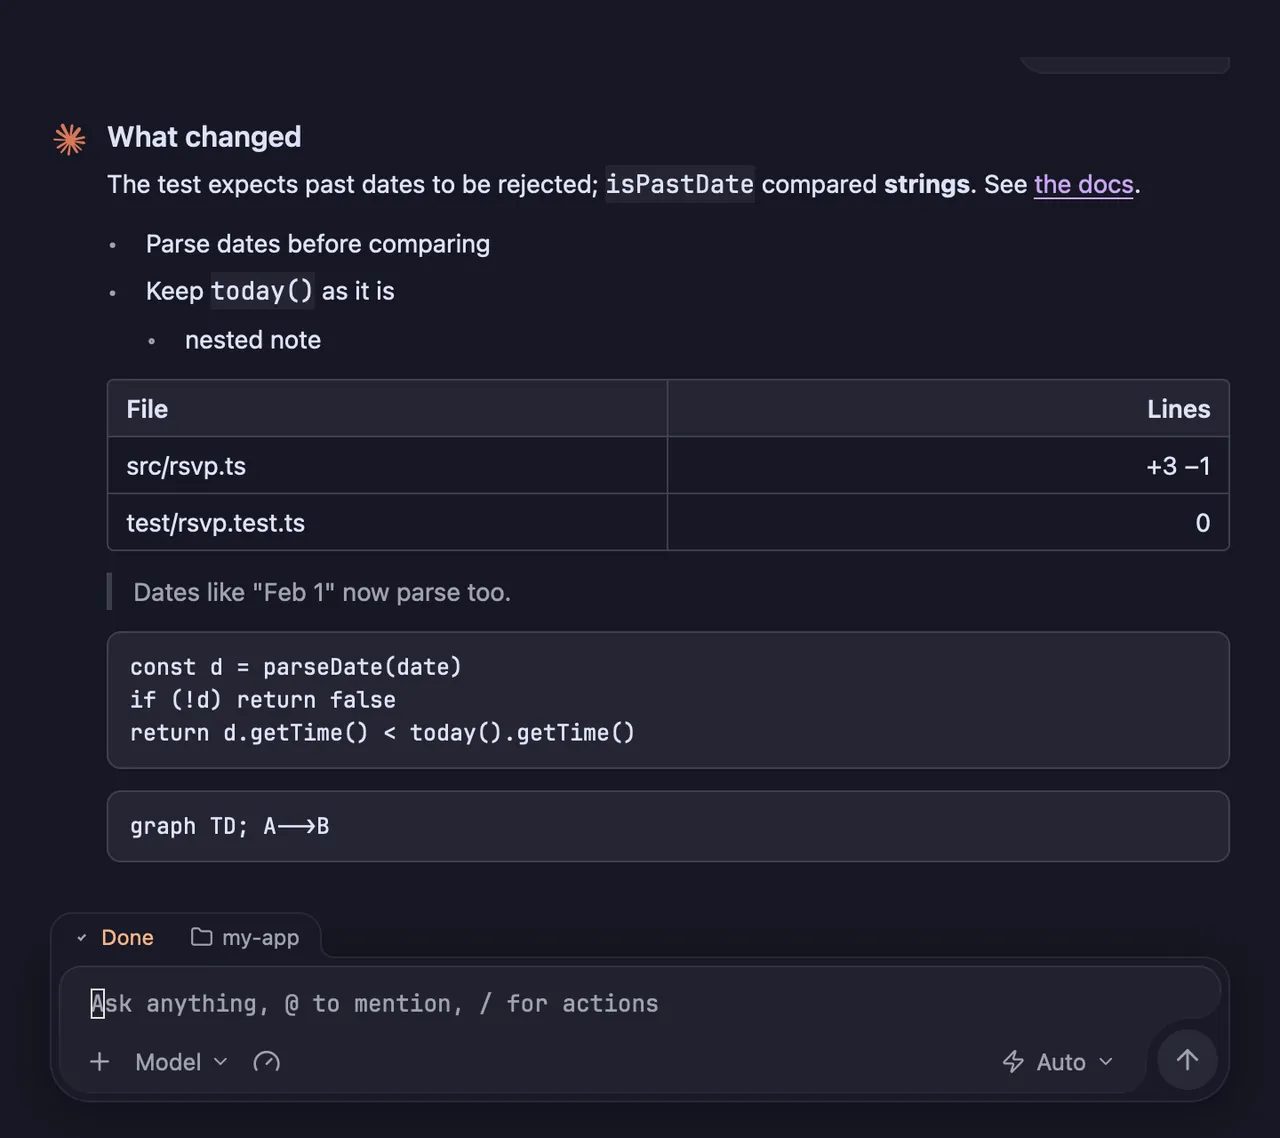 What changed
The test expects past dates to be rejected; isPastDate compared strings. See the docs.
• Parse dates before comparing
• Keep today() as it is
• nested note
File Lines
src/rsvp.ts +3 –1
test/rsvp.test.ts 0
Dates like "Feb 1" now parse too.
const d = parseDate(date)
if (!d) return false
return d.getTime() < today().getTime()
graph TD; A-->B
Done my-app
Ask anything, @ to mention, / for actions
Model Auto